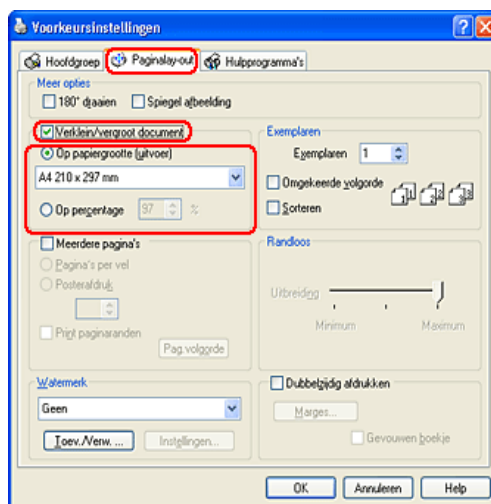 Voorkeursinstellingen
Hoofdgroep Paginalay-out Hulpprogramma's
Meer opties
180° draaien Spiegel afbeelding
Verklein/vergroot document
Op papiergrootte (uitvoer)
A4 210 x 297 mm
Op percentage 97 %
Exemplaren
Exemplaren 1
Omgekeerde volgorde
Sorteren
Meerdere pagina's
Pagina's per vel
Posterafdruk
Print paginaranden
Pag.volgorde
Randloos
Uitbreiding
Minimum Maximum
Watermerk
Geen
Toev./Verw. ... Instellingen...
Dubbelzijdig afdrukken
Marges...
Gevouwen boekje
OK Annuleren Help